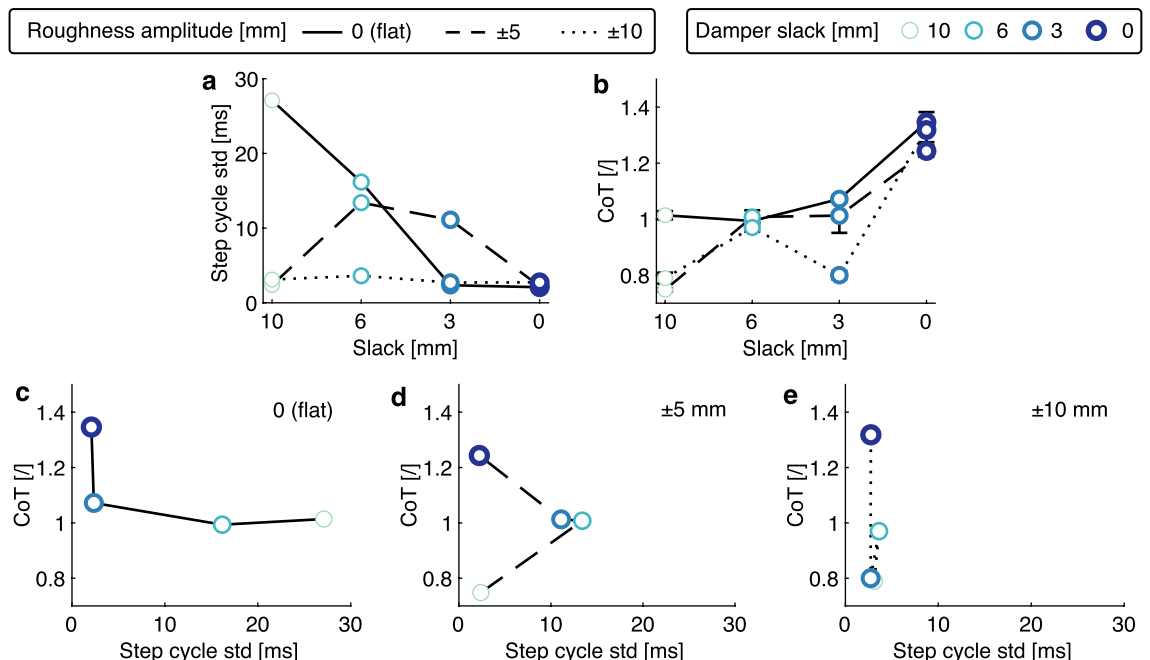 Roughness amplitude [mm] 0 (flat) ±5 ±10
Damper slack [mm] 10 6 3 0
a
30
20
10
0
Step cycle std [ms]
10 6 3 0
Slack [mm]
b
1.4
1.2
1
0.8
CoT [/]
10 6 3 0
Slack [mm]
c
0 (flat)
1.4
1.2
1
0.8
CoT [/]
0 10 20 30
Step cycle std [ms]
d
±5 mm
1.4
1.2
1
0.8
CoT [/]
0 10 20 30
Step cycle std [ms]
e
±10 mm
1.4
1.2
1
0.8
CoT [/]
0 10 20 30
Step cycle std [ms]